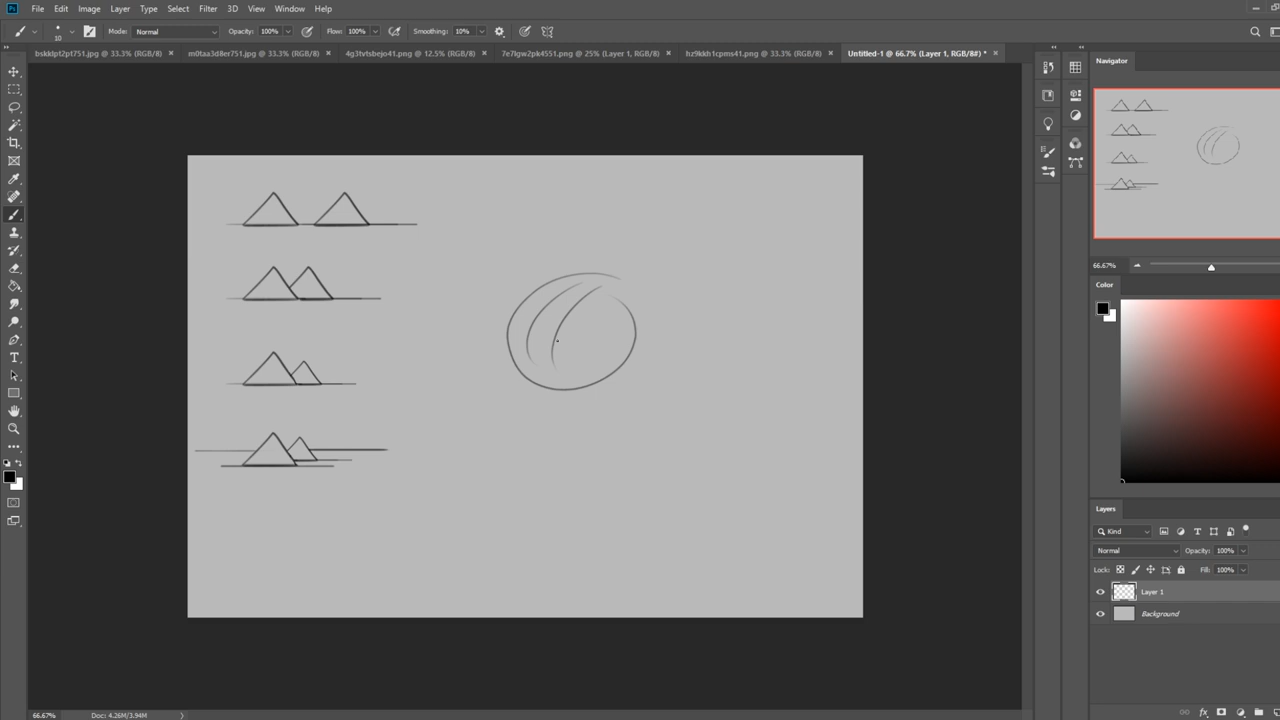 Ps File Edit Image Layer Type Select Filter 3D View Window Help
10 Mode: Normal Opacity: 100% Flow: 100% Smoothing: 10%
bskklpt2pt751.jpg @ 33.3% (RGB/8) × m0taa3d8er751.jpg @ 33.3% (RGB/8) × 4g3tvtsbejo41.png @ 12.5% (RGB/8) × 7e7lgw2pk4551.png @ 25% (Layer 1, RGB/8) × hz9kkh1cpms41.png @ 33.3% (RGB/8) × Untitled-1 @ 66.7% (Layer 1, RGB/8#) * ×
Navigator
66.67%
Color
Layers
Kind
Normal Opacity: 100%
Lock: Fill: 100%
Layer 1
Background
66.67% Doc: 4.26M/3.94M
fx